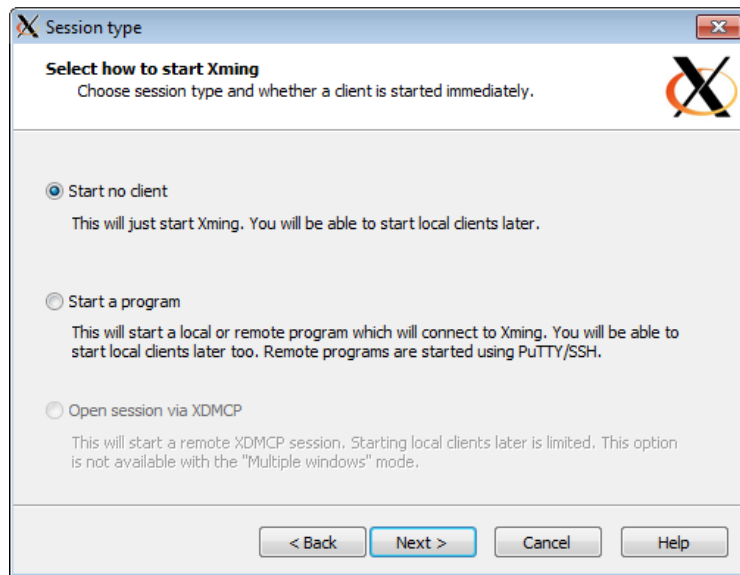 Session type
Select how to start Xming
Choose session type and whether a client is started immediately.
Start no client
This will just start Xming. You will be able to start local clients later.
Start a program
This will start a local or remote program which will connect to Xming. You will be able to
start local clients later too. Remote programs are started using PuTTY/SSH.
Open session via XDMCP
This will start a remote XDMCP session. Starting local clients later is limited. This option
is not available with the "Multiple windows" mode.
< Back Next > Cancel Help